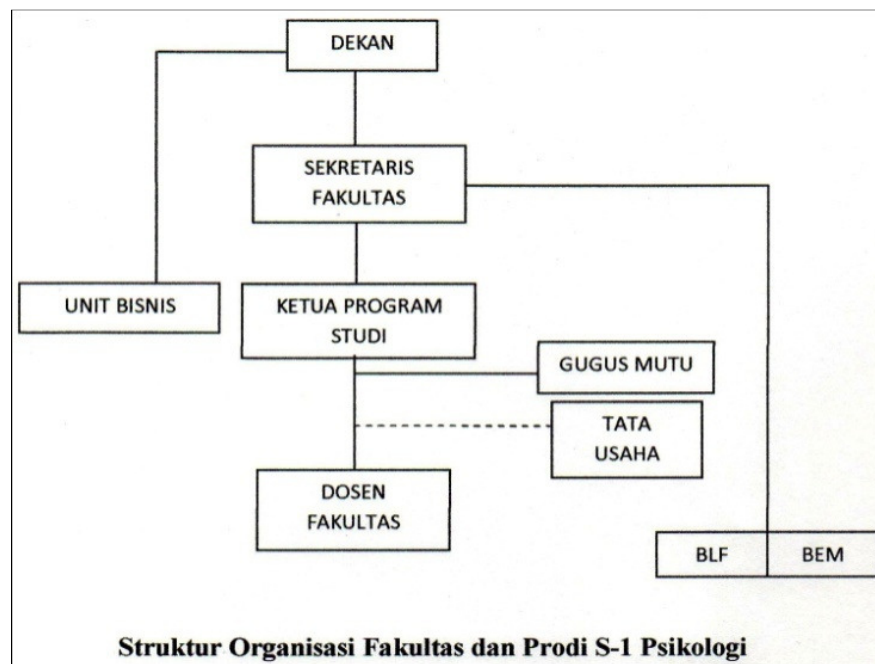 DEKAN
SEKRETARIS
FAKULTAS
UNIT BISNIS
KETUA PROGRAM
STUDI
GUGUS MUTU
TATA
USAHA
DOSEN
FAKULTAS
BLF
BEM
Struktur Organisasi Fakultas dan Prodi S-1 Psikologi